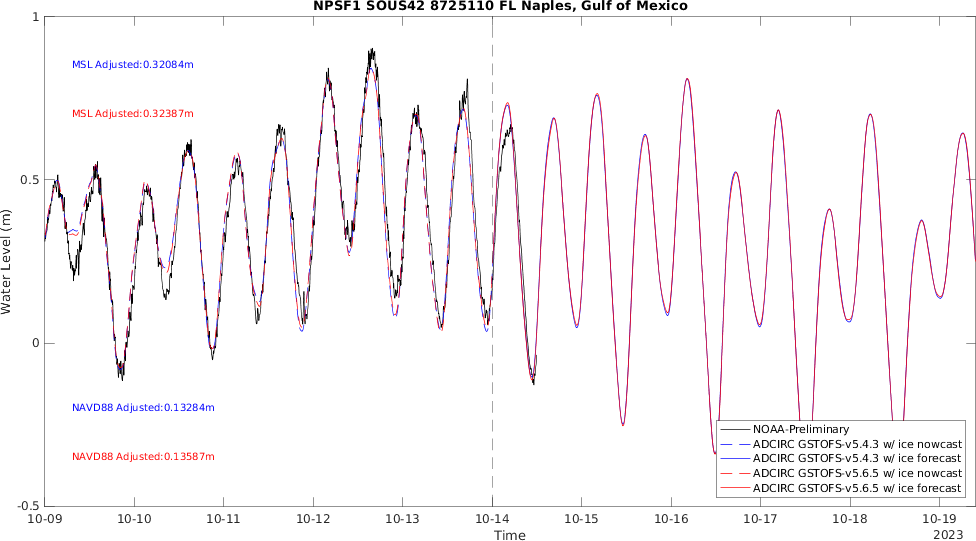 NPSF1 SOUS42 8725110 FL Naples, Gulf of Mexico
1
0.5
0
-0.5
Water Level (m)
MSL Adjusted:0.32084m
MSL Adjusted:0.32387m
NAVD88 Adjusted:0.13284m
NAVD88 Adjusted:0.13587m
NOAA-Preliminary
ADCIRC GSTOFS-v5.4.3 w/ ice nowcast
ADCIRC GSTOFS-v5.4.3 w/ ice forecast
ADCIRC GSTOFS-v5.6.5 w/ ice nowcast
ADCIRC GSTOFS-v5.6.5 w/ ice forecast
10-09 10-10 10-11 10-12 10-13 10-14 10-15 10-16 10-17 10-18 10-19
Time
2023